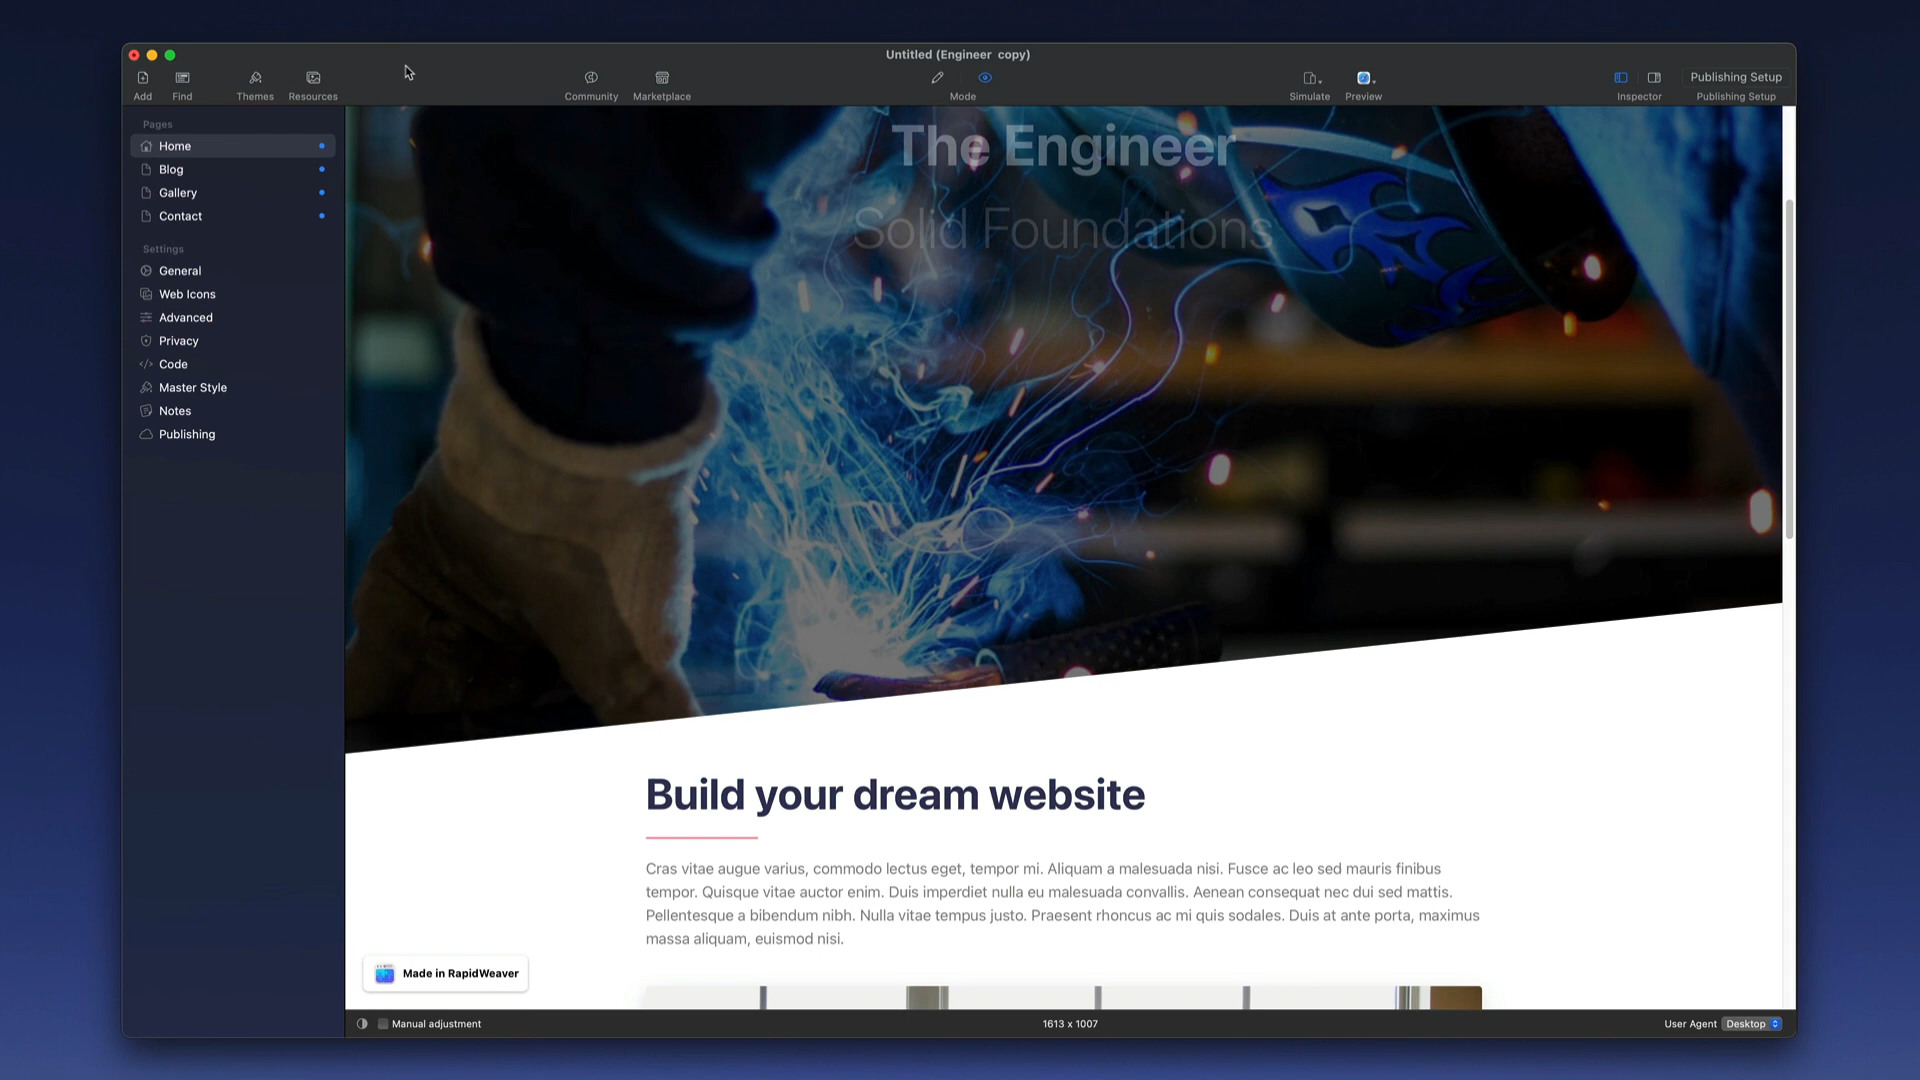 Untitled (Engineer copy)
Add
Find
Themes
Resources
Community
Marketplace
Mode
Simulate
Preview
Inspector
Publishing Setup
Publishing Setup
Pages
Home
Blog
Gallery
Contact
Settings
General
Web Icons
Advanced
Privacy
Code
Master Style
Notes
Publishing
The Engineer
Solid Foundations
Build your dream website
Cras vitae augue varius, commodo lectus eget, tempor mi. Aliquam a malesuada nisi. Fusce ac leo sed mauris finibus
tempor. Quisque vitae auctor enim. Duis imperdiet nulla eu malesuada convallis. Aenean consequat nec dui sed mattis.
Pellentesque a bibendum nibh. Nulla vitae tempus justo. Praesent rhoncus ac mi quis sodales. Duis at ante porta, maximus
massa aliquam, euismod nisi.
Made in RapidWeaver
Manual adjustment
1613 x 1007
User Agent
Desktop